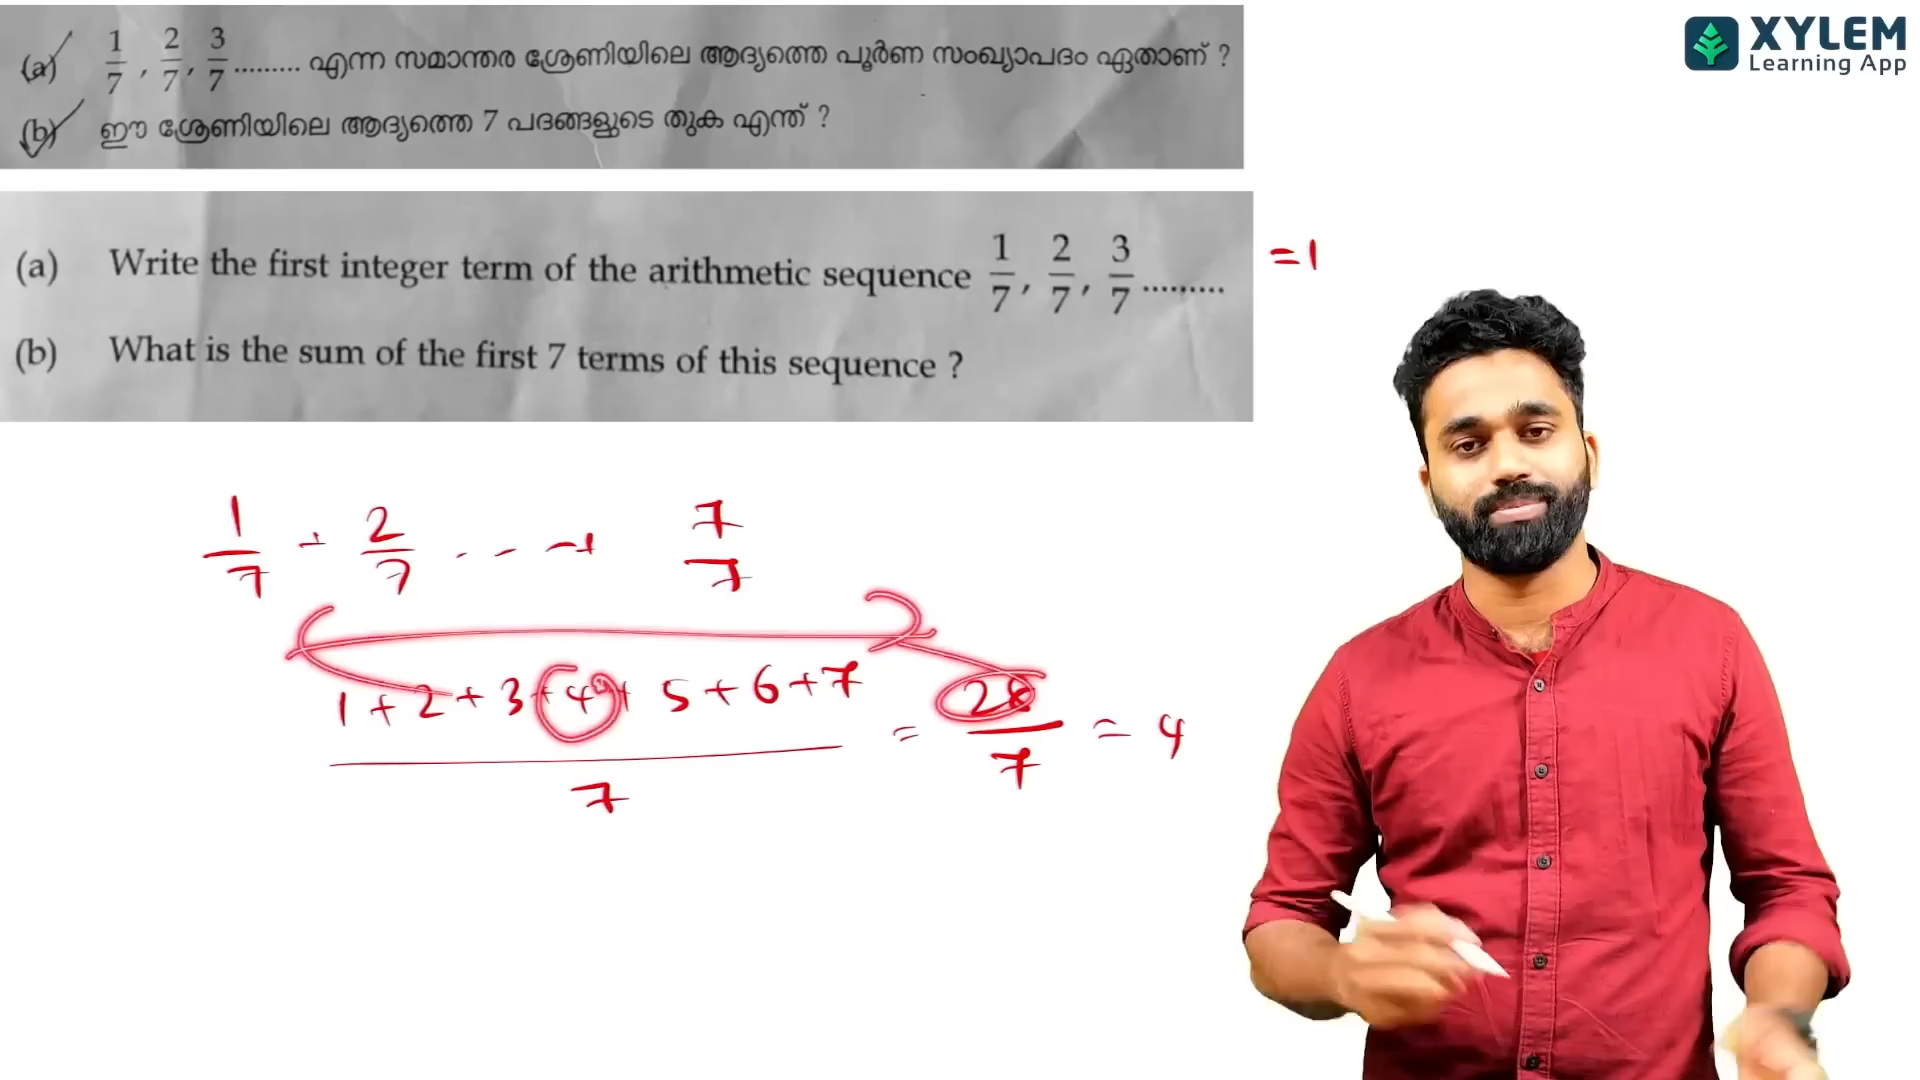 (a) 1/7, 2/7, 3/7 ......... എന്ന സമാന്തര ശ്രേണിയിലെ ആദ്യത്തെ പൂർണ സംഖ്യാപദം ഏതാണ് ?
(b) ഈ ശ്രേണിയിലെ ആദ്യത്തെ 7 പദങ്ങളുടെ തുക എന്ത് ?
XYLEM
Learning App
(a) Write the first integer term of the arithmetic sequence 1/7, 2/7, 3/7 ......... = 1
(b) What is the sum of the first 7 terms of this sequence ?
1/7 + 2/7 . - - + 7/7
1 + 2 + 3 + 4 + 5 + 6 + 7 / 7 = 28/7 = 4